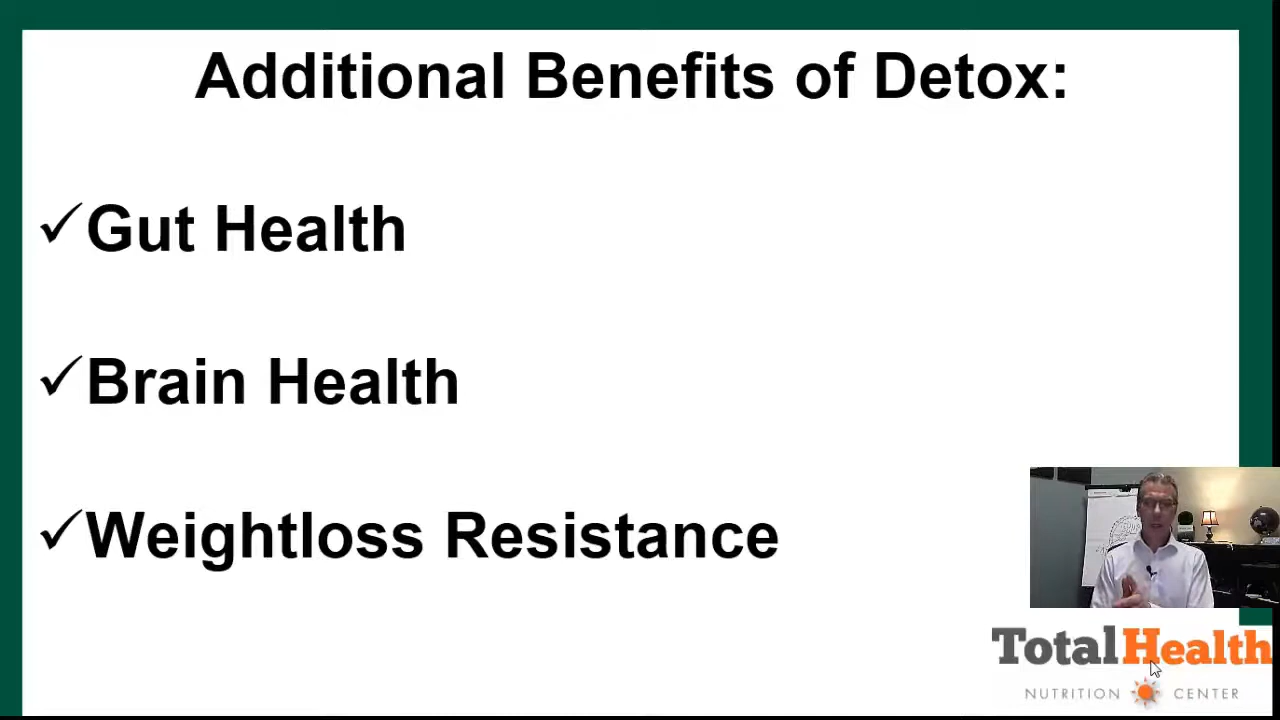 Additional Benefits of Detox:
✓Gut Health
✓Brain Health
✓Weightloss Resistance
TotalHealth
NUTRITION CENTER